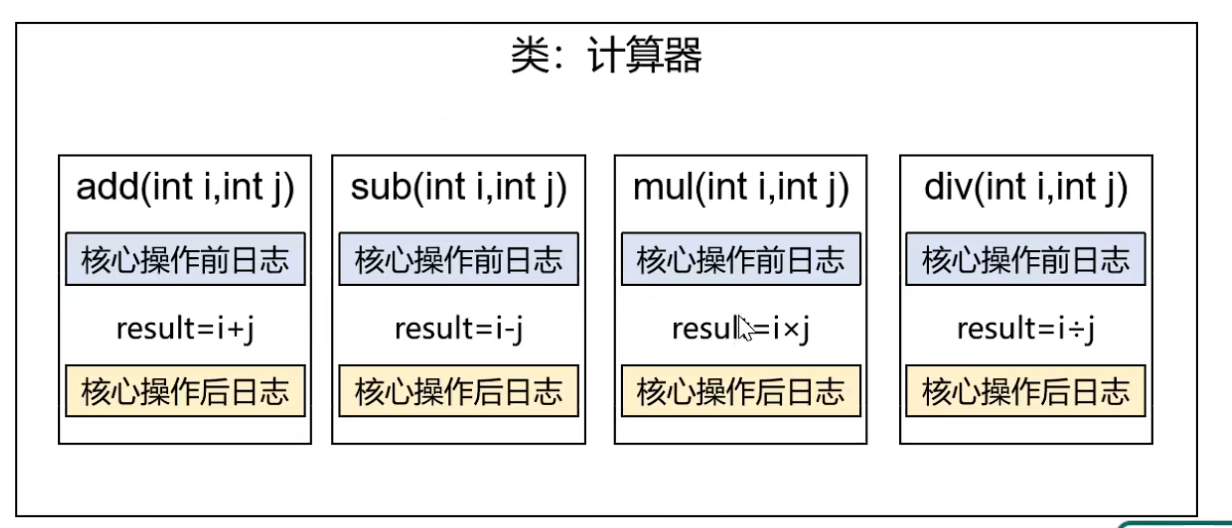 类：计算器
add(int i,int j)
核心操作前日志
result=i+j
核心操作后日志
sub(int i,int j)
核心操作前日志
result=i-j
核心操作后日志
mul(int i,int j)
核心操作前日志
result=i×j
核心操作后日志
div(int i,int j)
核心操作前日志
result=i÷j
核心操作后日志